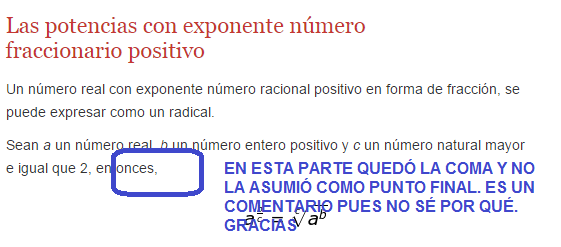 Las potencias con exponente número
fraccionario positivo
Un número real con exponente número racional positivo en forma de fracción, se
puede expresar como un radical.
Sean a un número real, b un número entero positivo y c un número natural mayor
e igual que 2, entonces,
EN ESTA PARTE QUEDÓ LA COMA Y NO
LA ASUMIÓ COMO PUNTO FINAL. ES UN
COMENTARTO PUES NO SÉ POR QUÉ.
GRACIAS
a^{b/c} = \sqrt[c]{a^b}